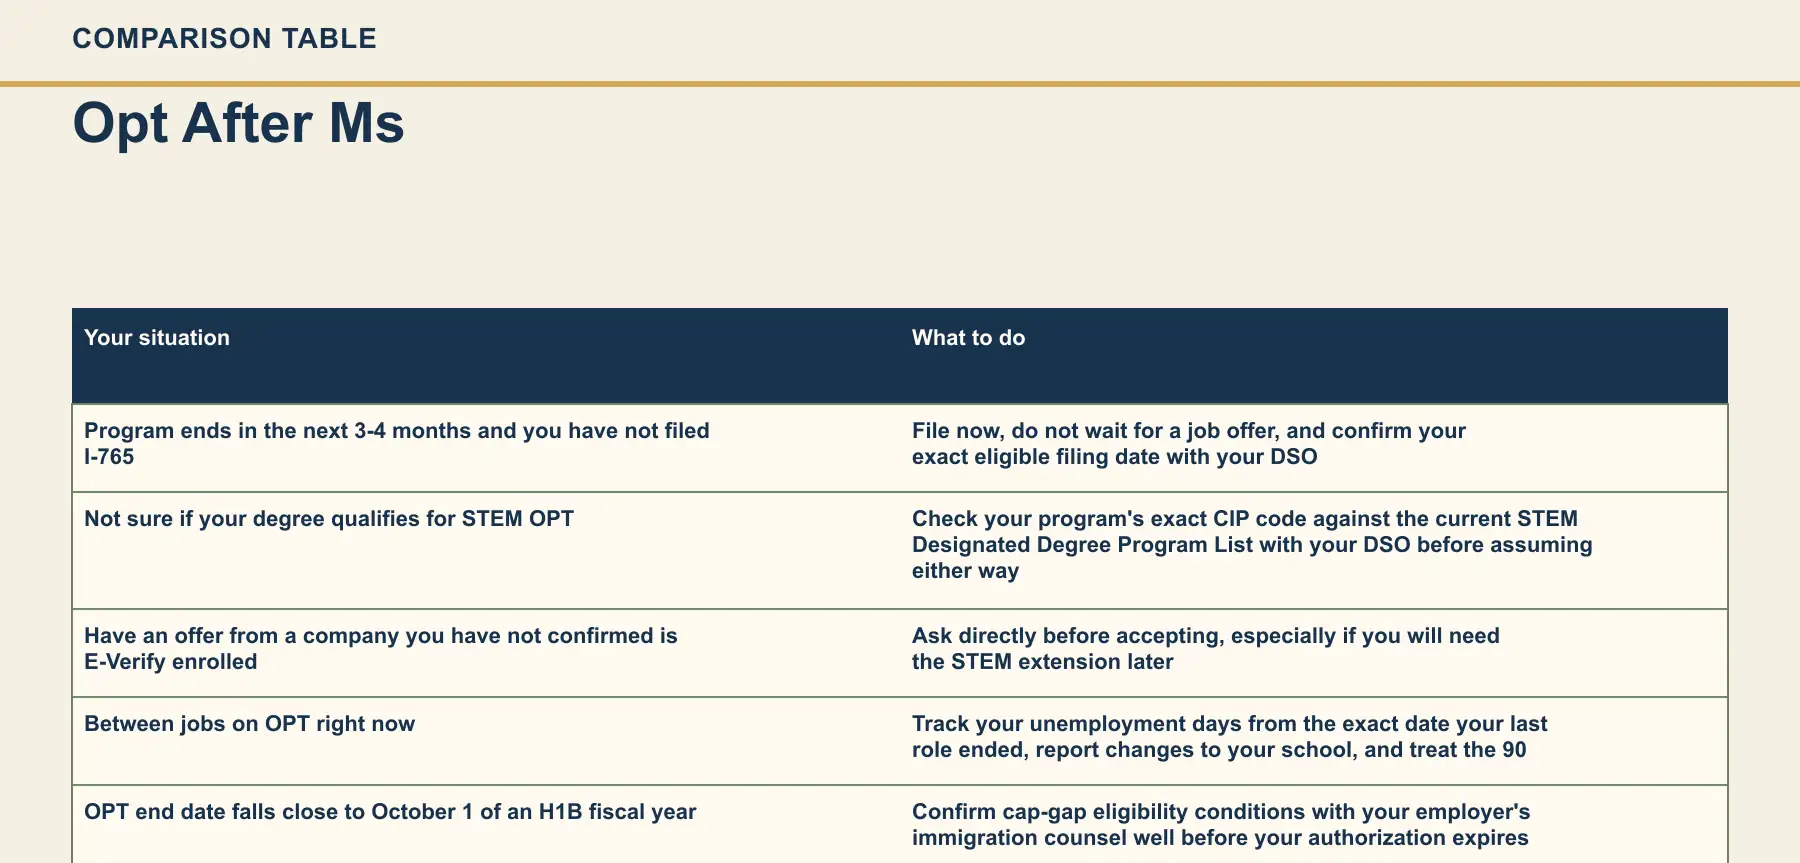 COMPARISON TABLE
Opt After Ms
Your situation
What to do
Program ends in the next 3-4 months and you have not filed
I-765
File now, do not wait for a job offer, and confirm your
exact eligible filing date with your DSO
Not sure if your degree qualifies for STEM OPT
Check your program's exact CIP code against the current STEM
Designated Degree Program List with your DSO before assuming
either way
Have an offer from a company you have not confirmed is
E-Verify enrolled
Ask directly before accepting, especially if you will need
the STEM extension later
Between jobs on OPT right now
Track your unemployment days from the exact date your last
role ended, report changes to your school, and treat the 90
OPT end date falls close to October 1 of an H1B fiscal year
Confirm cap-gap eligibility conditions with your employer's
immigration counsel well before your authorization expires